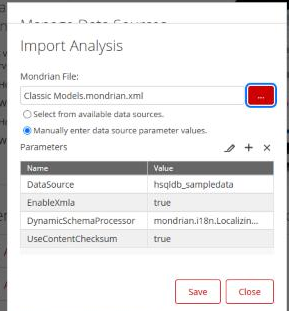 Manage Data Sources
Import Analysis
Mondrian File:
Classic Models.mondrian.xml
...
Select from available data sources.
Manually enter data source parameter values.
Parameters
Name Value
DataSource hsqldb_sampledata
EnableXmla true
DynamicSchemaProcessor mondrian.i18n.Localizin...
UseContentChecksum true
Save Close